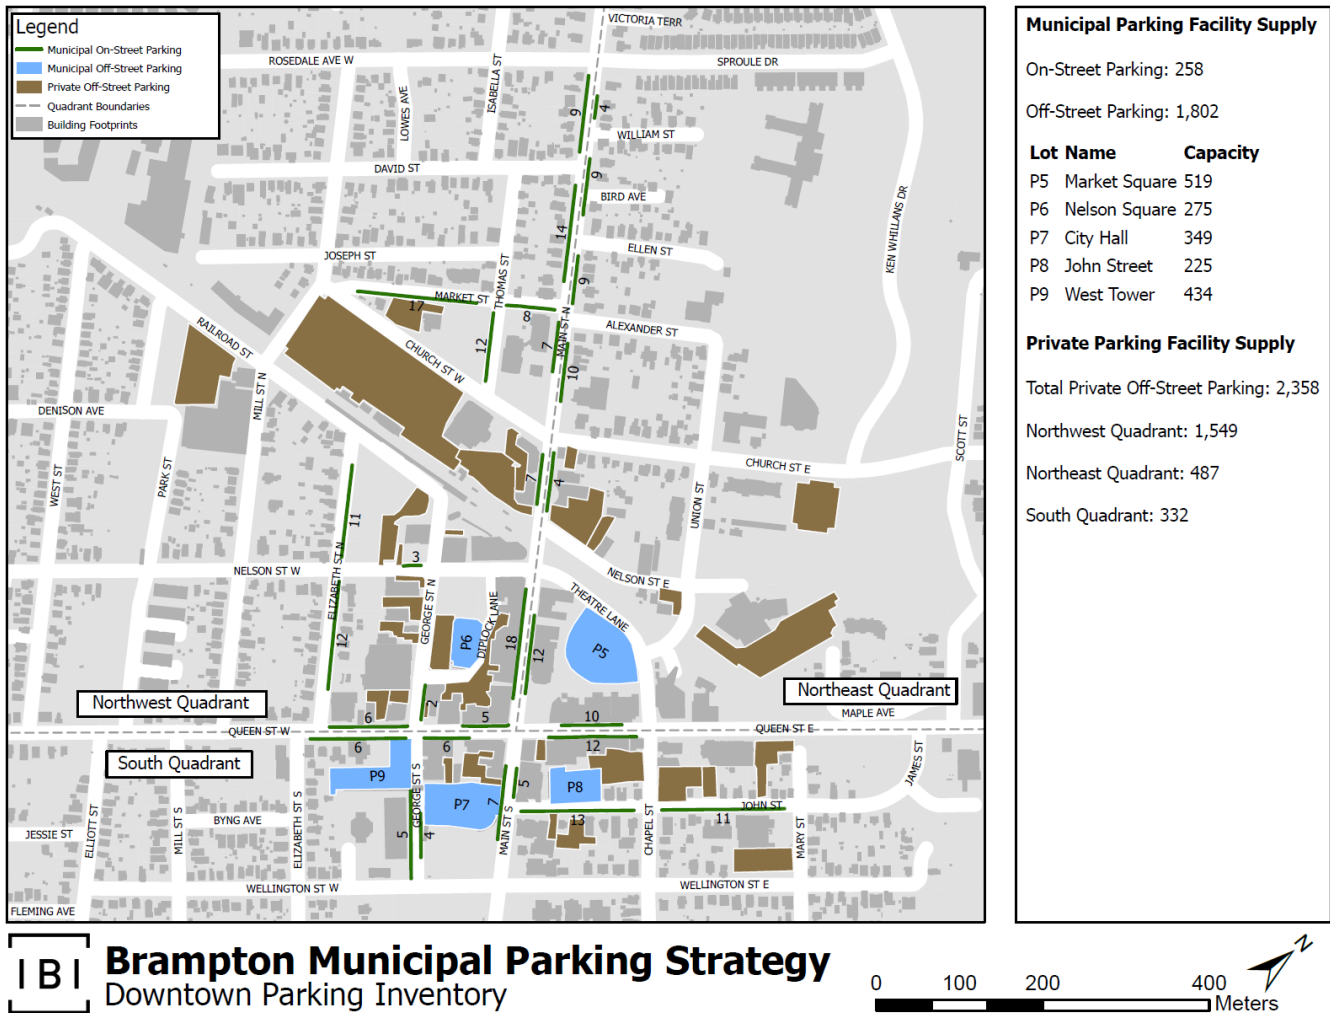 Legend
Municipal On-Street Parking
Municipal Off-Street Parking
Private Off-Street Parking
Quadrant Boundaries
Building Footprints
VICTORIA TERR
ROSEDALE AVE W
SPROULE DR
ISABELLA ST
LOWES AVE
9
4
WILLIAM ST
DAVID ST
9
BIRD AVE
KEN WHILLANS DR
14
ELLEN ST
JOSEPH ST
THOMAS ST
9
MARKET ST
17
8
MAIN ST N
ALEXANDER ST
RAILROAD ST
CHURCH ST W
12
7
10
MILL ST N
DENISON AVE
SCOTT ST
WEST ST
PARK ST
CHURCH ST E
7
4
UNION ST
11
3
NELSON ST W
ELIZABETH ST N
GEORGE ST N
NELSON ST E
THEATRE LANE
DIPLOCK LANE
P6
12
18
12
P5
Northwest Quadrant
Northeast Quadrant
2
MAPLE AVE
6
5
10
QUEEN ST W
QUEEN ST E
6
6
12
South Quadrant
P9
P7
7
5
P8
JAMES ST
GEORGE ST S
JOHN ST
13
11
JESSIE ST
ELLIOTT ST
MILL ST S
BYNG AVE
ELIZABETH ST S
5
4
MAIN ST S
CHAPEL ST
MARY ST
WELLINGTON ST W
WELLINGTON ST E
FLEMING AVE
Municipal Parking Facility Supply
On-Street Parking: 258
Off-Street Parking: 1,802
Lot Name Capacity
P5 Market Square 519
P6 Nelson Square 275
P7 City Hall 349
P8 John Street 225
P9 West Tower 434
Private Parking Facility Supply
Total Private Off-Street Parking: 2,358
Northwest Quadrant: 1,549
Northeast Quadrant: 487
South Quadrant: 332
IBI
Brampton Municipal Parking Strategy
Downtown Parking Inventory
0 100 200 400
Meters
N